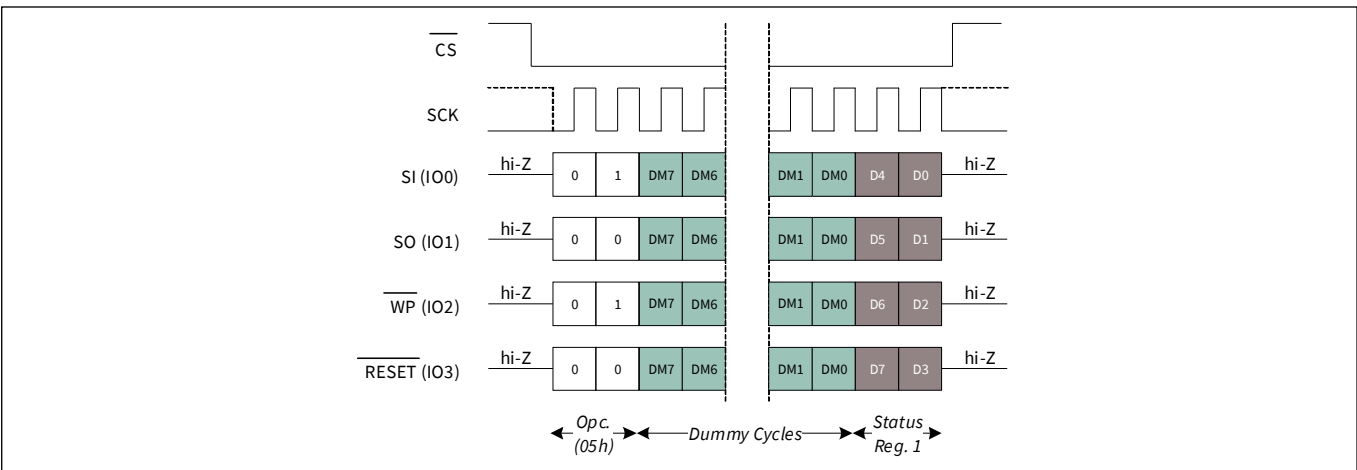 CS
SCK
SI (IO0) hi-Z 0 1 DM7 DM6 DM1 DM0 D4 D0 hi-Z
SO (IO1) hi-Z 0 0 DM7 DM6 DM1 DM0 D5 D1 hi-Z
WP (IO2) hi-Z 0 1 DM7 DM6 DM1 DM0 D6 D2 hi-Z
RESET (IO3) hi-Z 0 0 DM7 DM6 DM1 DM0 D7 D3 hi-Z
Opc.
(05h)
Dummy Cycles
Status
Reg. 1